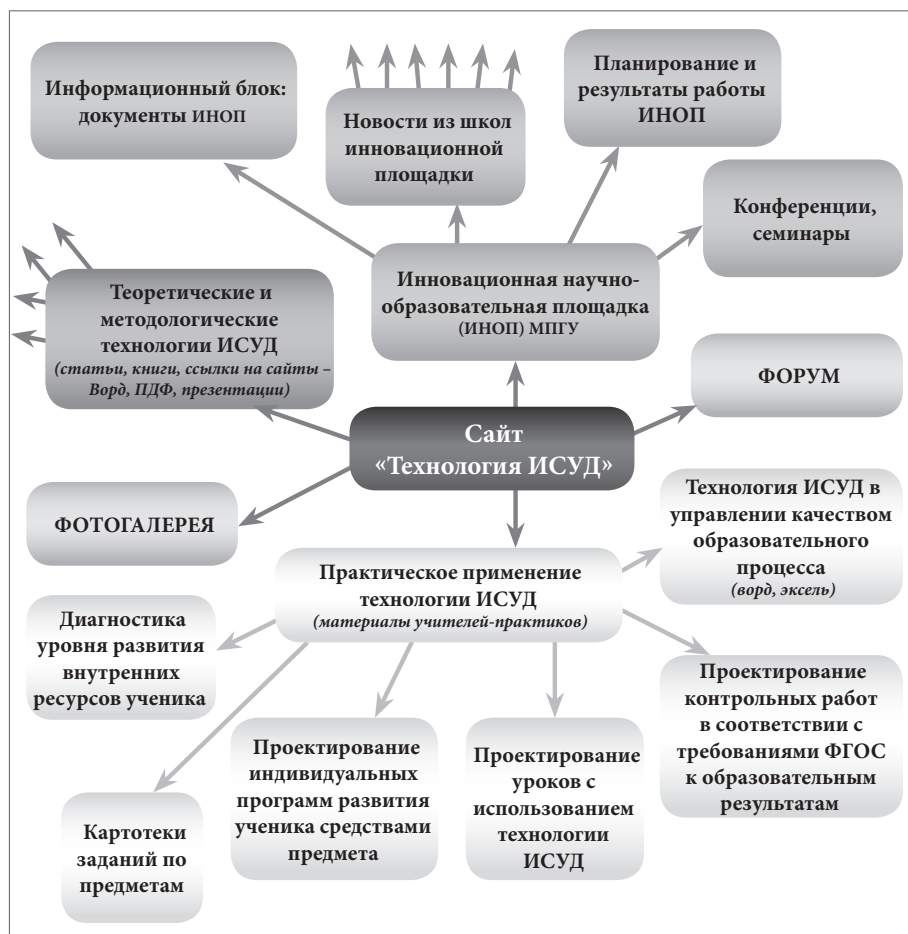 Информационный блок:
документы ИНОП
Новости из школ
инновационной
площадки
Планирование и
результаты работы
ИНОП
Конференции,
семинары
Инновационная научно-
образовательная площадка
(ИНОП) МПГУ
Теоретические и
методологические
технологии ИСУД
(статьи, книги, ссылки на сайты –
Ворд, ПДФ, презентации)
ФОРУМ
Сайт
«Технология ИСУД»
ФОТОГАЛЕРЕЯ
Технология ИСУД в
управлении качеством
образовательного
процесса
(ворд, эксель)
Практическое применение
технологии ИСУД
(материалы учителей-практиков)
Диагностика
уровня развития
внутренних
ресурсов ученика
Проектирование
контрольных работ
в соответствии с
требованиями ФГОС
к образовательным
результатам
Проектирование
индивидуальных
программ развития
ученика средствами
предмета
Проектирование
уроков с
использованием
технологии
ИСУД
Картотеки
заданий по
предметам